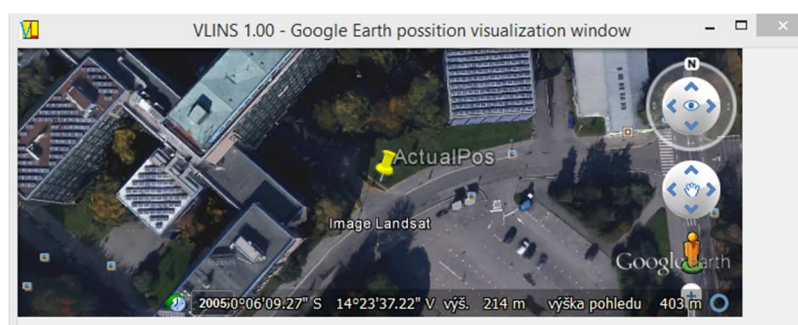 VLINS 1.00 - Google Earth possition visualization window
N
ActualPos
Image Landsat
Google earth
2005 0°06'09.27" S 14°23'37.22" V výš. 214 m výška pohledu 403 m